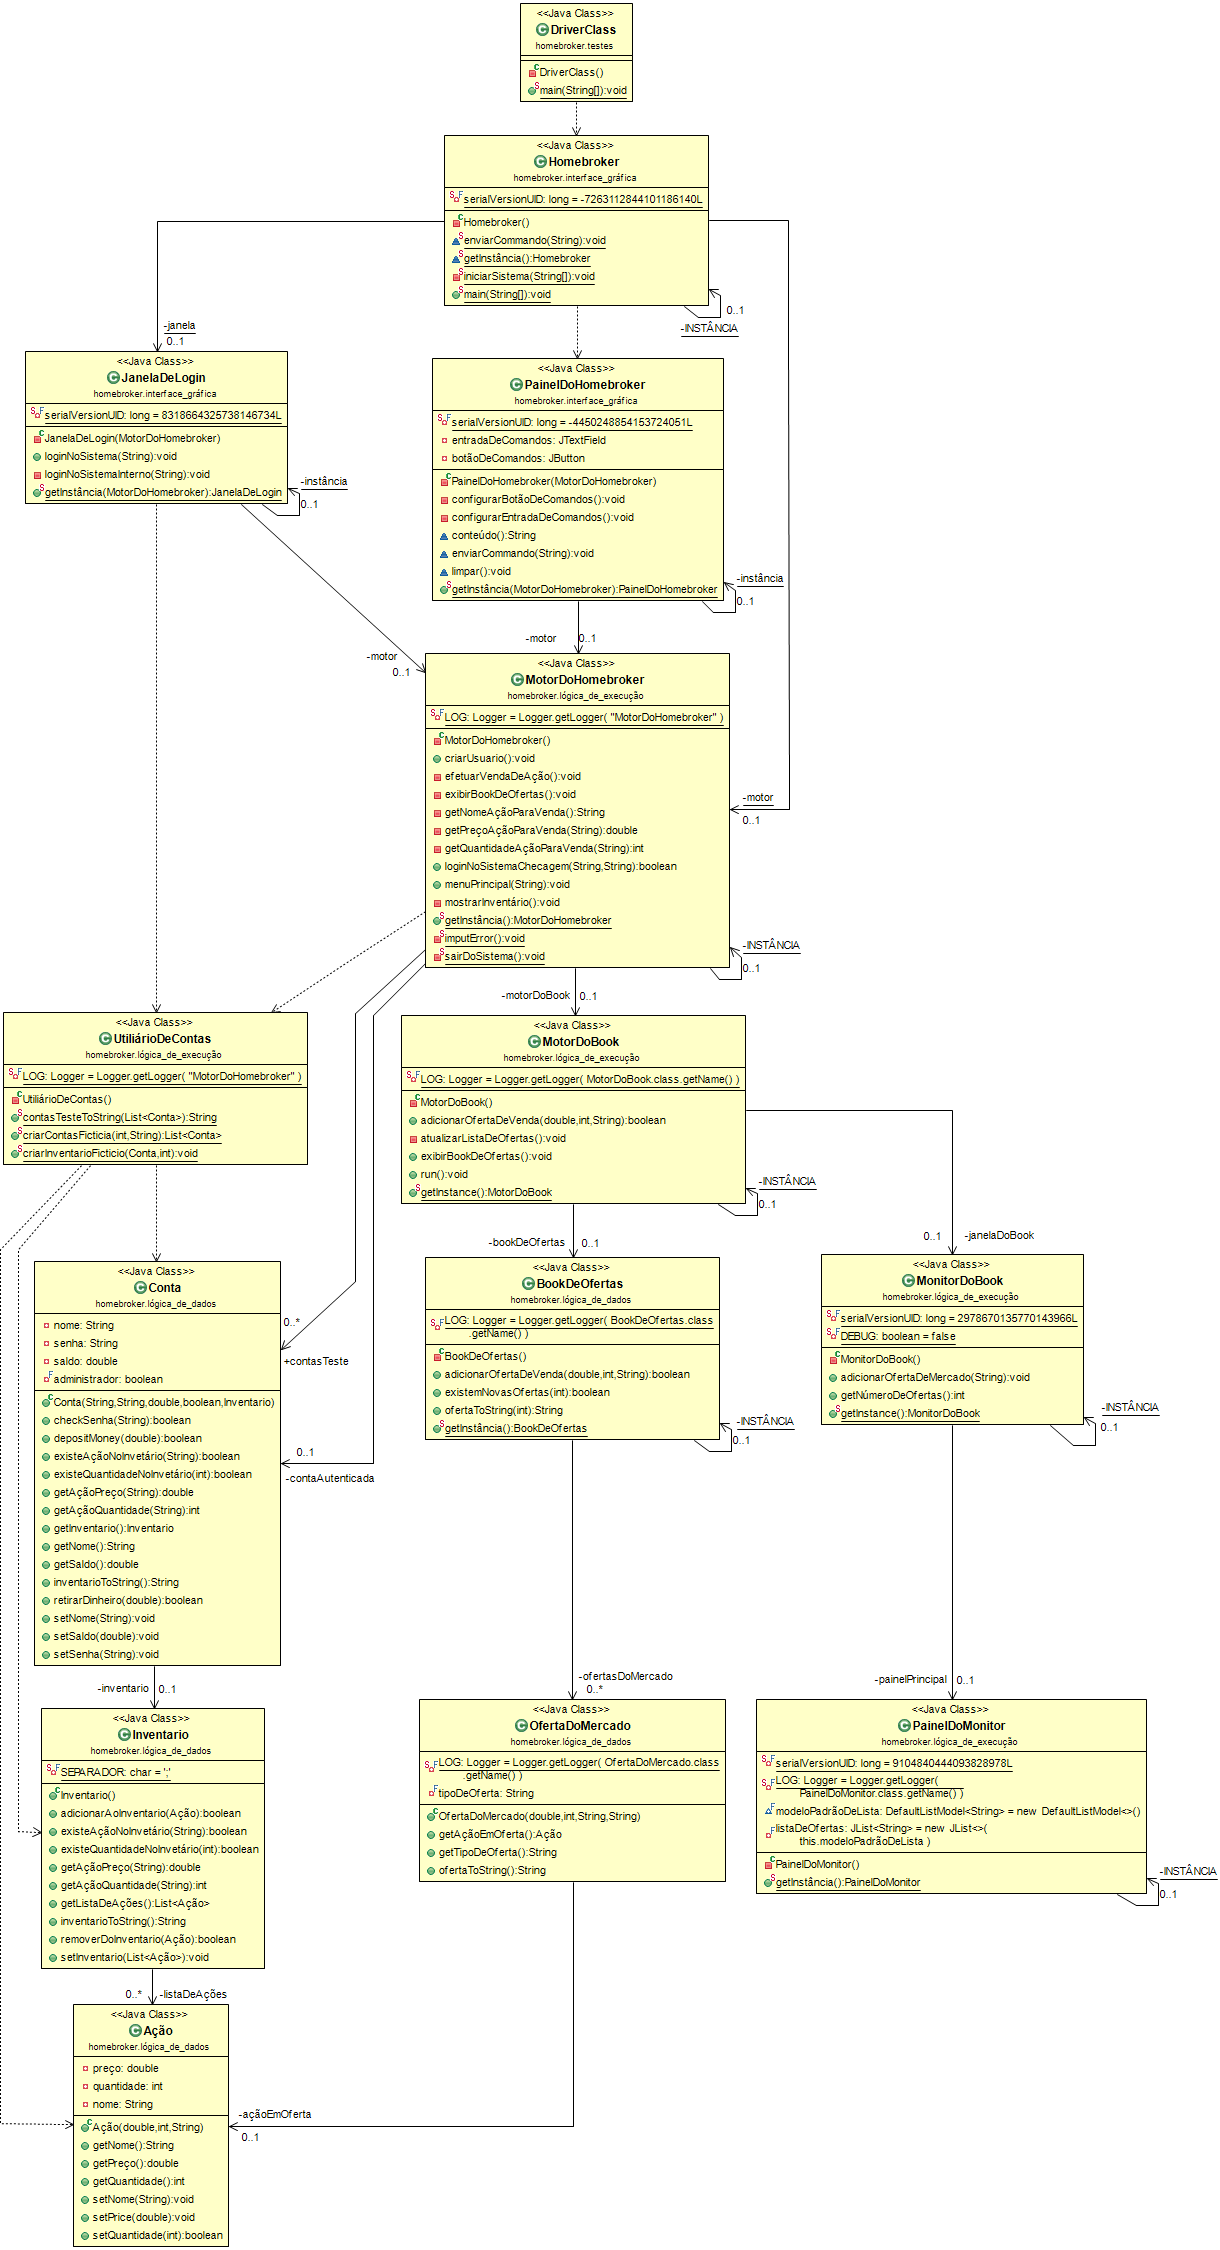 <<Java Class>>
DriverClass
homebroker.testes
DriverClass()
main(String[]):void
<<Java Class>>
Homebroker
homebroker.interface_gráfica
serialVersionUID: long = -7263112844101186140L
Homebroker()
enviarCommando(String):void
getInstância():Homebroker
iniciarSistema(String[]):void
main(String[]):void
0..1
-INSTÂNCIA
-janela
0..1
<<Java Class>>
JanelaDeLogin
homebroker.interface_gráfica
serialVersionUID: long = 8318664325738146734L
JanelaDeLogin(MotorDoHomebroker)
loginNoSistema(String):void
loginNoSistemaInterno(String):void
getInstância(MotorDoHomebroker):JanelaDeLogin
-instância
0..1
<<Java Class>>
PainelDoHomebroker
homebroker.interface_gráfica
serialVersionUID: long = -4450248854153724051L
entradaDeComandos: JTextField
botãoDeComandos: JButton
PainelDoHomebroker(MotorDoHomebroker)
configurarBotãoDeComandos():void
configurarEntradaDeComandos():void
conteúdo():String
enviarCommando(String):void
limpar():void
getInstância(MotorDoHomebroker):PainelDoHomebroker
-instância
0..1
-motor
0..1
-motor
0..1
<<Java Class>>
MotorDoHomebroker
homebroker.lógica_de_execução
LOG: Logger = Logger.getLogger( "MotorDoHomebroker" )
MotorDoHomebroker()
criarUsuario():void
efetuarVendaDeAção():void
exibirBookDeOfertas():void
getNomeAçãoParaVenda():String
getPreçoAçãoParaVenda(String):double
getQuantidadeAçãoParaVenda(String):int
loginNoSistemaChecagem(String,String):boolean
menuPrincipal(String):void
mostrarInventário():void
getInstância():MotorDoHomebroker
imputError():void
sairDoSistema():void
-motor
0..1
-INSTÂNCIA
0..1
-motorDoBook
0..1
<<Java Class>>
UtiliárioDeContas
homebroker.lógica_de_execução
LOG: Logger = Logger.getLogger( "MotorDoHomebroker" )
UtiliárioDeContas()
contasTesteToString(List<Conta>):String
criarContasFicticia(int,String):List<Conta>
criarInventarioFicticio(Conta,int):void
<<Java Class>>
MotorDoBook
homebroker.lógica_de_execução
LOG: Logger = Logger.getLogger( MotorDoBook.class.getName() )
MotorDoBook()
adicionarOfertaDeVenda(double,int,String):boolean
atualizarListaDeOfertas():void
exibirBookDeOfertas():void
run():void
getInstance():MotorDoBook
-INSTÂNCIA
0..1
-bookDeOfertas
0..1
0..1
-janelaDoBook
<<Java Class>>
Conta
homebroker.lógica_de_dados
nome: String
senha: String
saldo: double
administrador: boolean
Conta(String,String,double,boolean,Inventario)
checkSenha(String):boolean
depositMoney(double):boolean
existeAçãoNoInvetário(String):boolean
existeQuantidadeNoInvetário(int):boolean
getAçãoPreço(String):double
getAçãoQuantidade(String):int
getInventario():Inventario
getNome():String
getSaldo():double
inventarioToString():String
retirarDinheiro(double):boolean
setNome(String):void
setSaldo(double):void
setSenha(String):void
0..*
+contasTeste
0..1
-contaAutenticada
<<Java Class>>
BookDeOfertas
homebroker.lógica_de_dados
LOG: Logger = Logger.getLogger( BookDeOfertas.class
.getName() )
BookDeOfertas()
adicionarOfertaDeVenda(double,int,String):boolean
existemNovasOfertas(int):boolean
ofertaToString(int):String
getInstância():BookDeOfertas
-INSTÂNCIA
0..1
<<Java Class>>
MonitorDoBook
homebroker.lógica_de_execução
serialVersionUID: long = 2978670135770143966L
DEBUG: boolean = false
MonitorDoBook()
adicionarOfertaDeMercado(String):void
getNúmeroDeOfertas():int
getInstance():MonitorDoBook
-INSTÂNCIA
0..1
-inventario
0..1
-ofertasDoMercado
0..*
-painelPrincipal
0..1
<<Java Class>>
Inventario
homebroker.lógica_de_dados
SEPARADOR: char = ';'
Inventario()
adicionarAoInventario(Ação):boolean
existeAçãoNoInvetário(String):boolean
existeQuantidadeNoInvetário(int):boolean
getAçãoPreço(String):double
getAçãoQuantidade(String):int
getListaDeAções():List<Ação>
inventarioToString():String
removerDoInventario(Ação):boolean
setInventario(List<Ação>):void
<<Java Class>>
OfertaDoMercado
homebroker.lógica_de_dados
LOG: Logger = Logger.getLogger( OfertaDoMercado.class
.getName() )
tipoDeOferta: String
OfertaDoMercado(double,int,String,String)
getAçãoEmOferta():Ação
getTipoDeOferta():String
ofertaToString():String
<<Java Class>>
PainelDoMonitor
homebroker.lógica_de_execução
serialVersionUID: long = 9104840444093828978L
LOG: Logger = Logger.getLogger(
PainelDoMonitor.class.getName() )
modeloPadrãoDeLista: DefaultListModel<String> = new DefaultListModel<>()
listaDeOfertas: JList<String> = new JList<>(
this.modeloPadrãoDeLista )
PainelDoMonitor()
getInstância():PainelDoMonitor
-INSTÂNCIA
0..1
0..*
-listaDeAções
<<Java Class>>
Ação
homebroker.lógica_de_dados
preço: double
quantidade: int
nome: String
Ação(double,int,String)
getNome():String
getPreço():double
getQuantidade():int
setNome(String):void
setPrice(double):void
setQuantidade(int):boolean
-açãoEmOferta
0..1